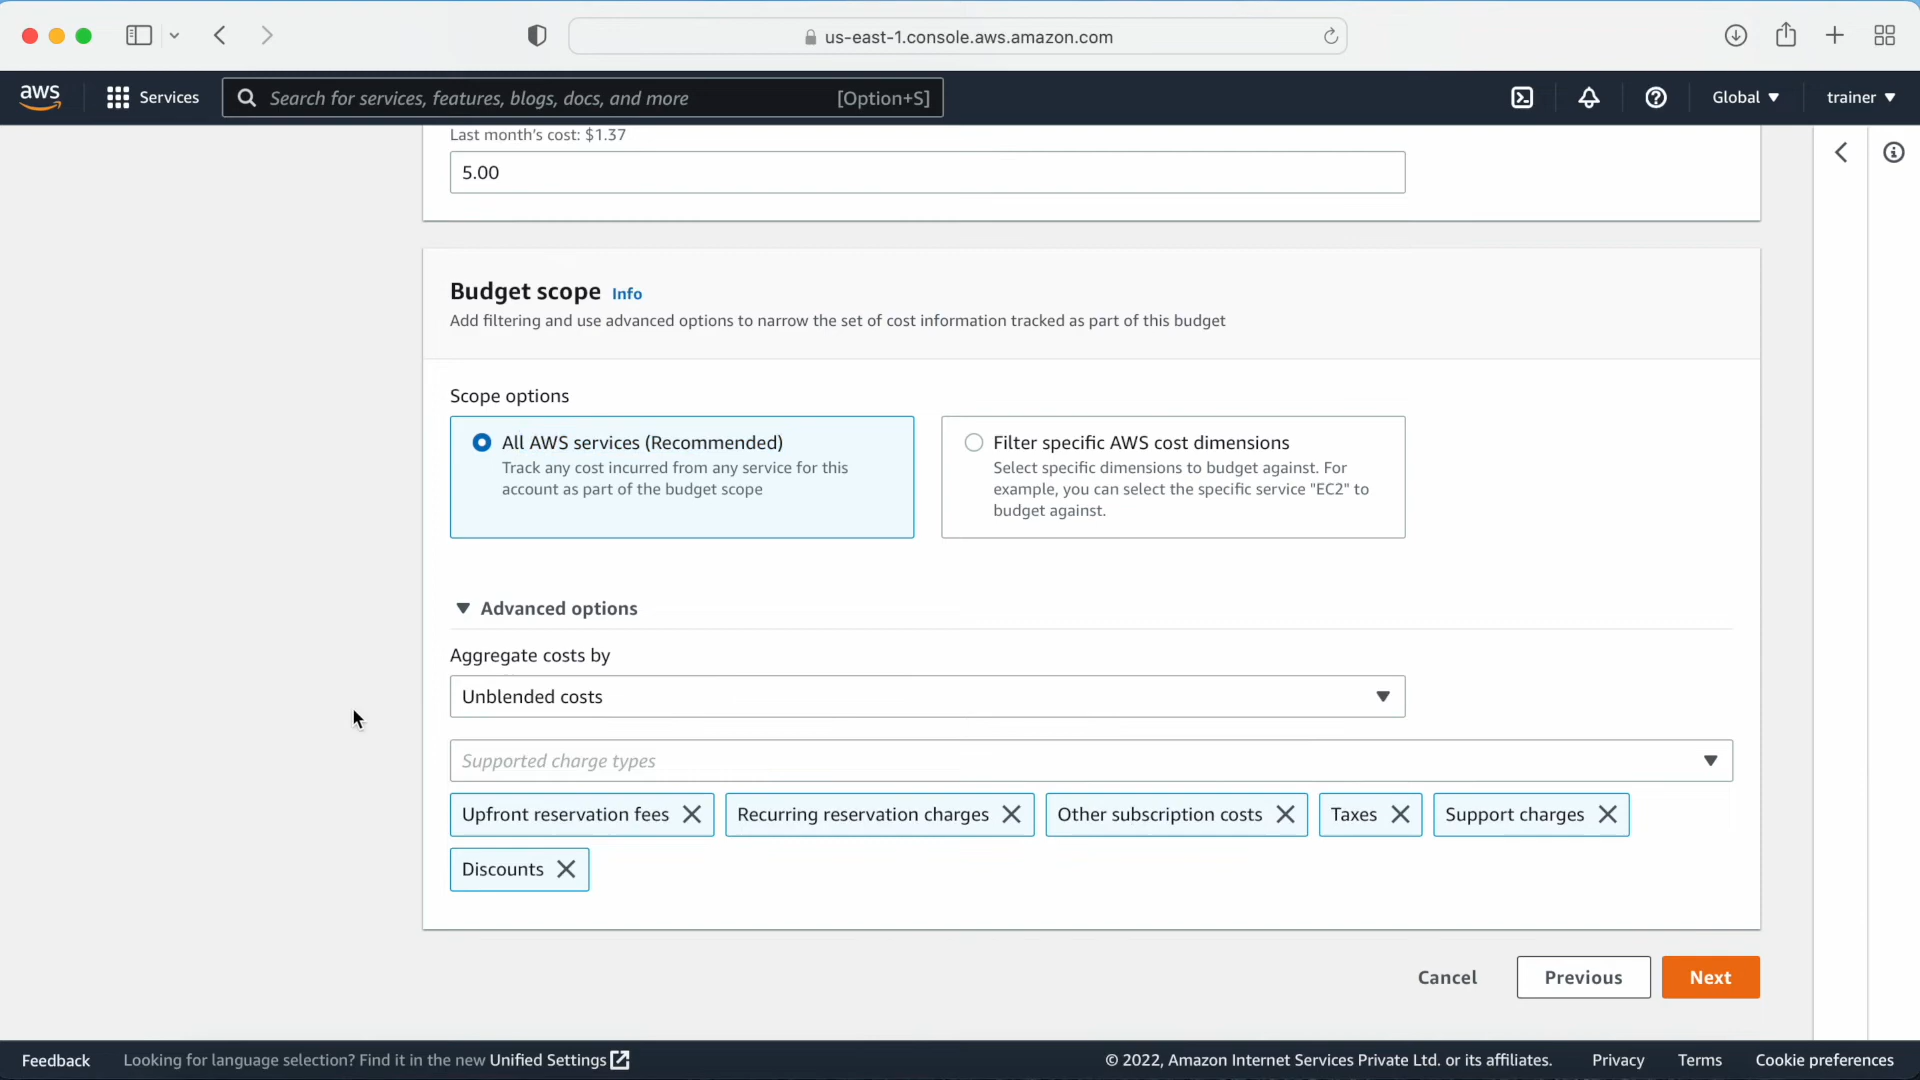 us-east-1.console.aws.amazon.com
aws
Services
Search for services, features, blogs, docs, and more
[Option+S]
Global
trainer
Last month's cost: $1.37
5.00
Budget scope Info
Add filtering and use advanced options to narrow the set of cost information tracked as part of this budget
Scope options
All AWS services (Recommended)
Track any cost incurred from any service for this
account as part of the budget scope
Filter specific AWS cost dimensions
Select specific dimensions to budget against. For
example, you can select the specific service "EC2" to
budget against.
Advanced options
Aggregate costs by
Unblended costs
Supported charge types
Upfront reservation fees
Recurring reservation charges
Other subscription costs
Taxes
Support charges
Discounts
Cancel
Previous
Next
Feedback
Looking for language selection? Find it in the new Unified Settings
© 2022, Amazon Internet Services Private Ltd. or its affiliates.
Privacy
Terms
Cookie preferences